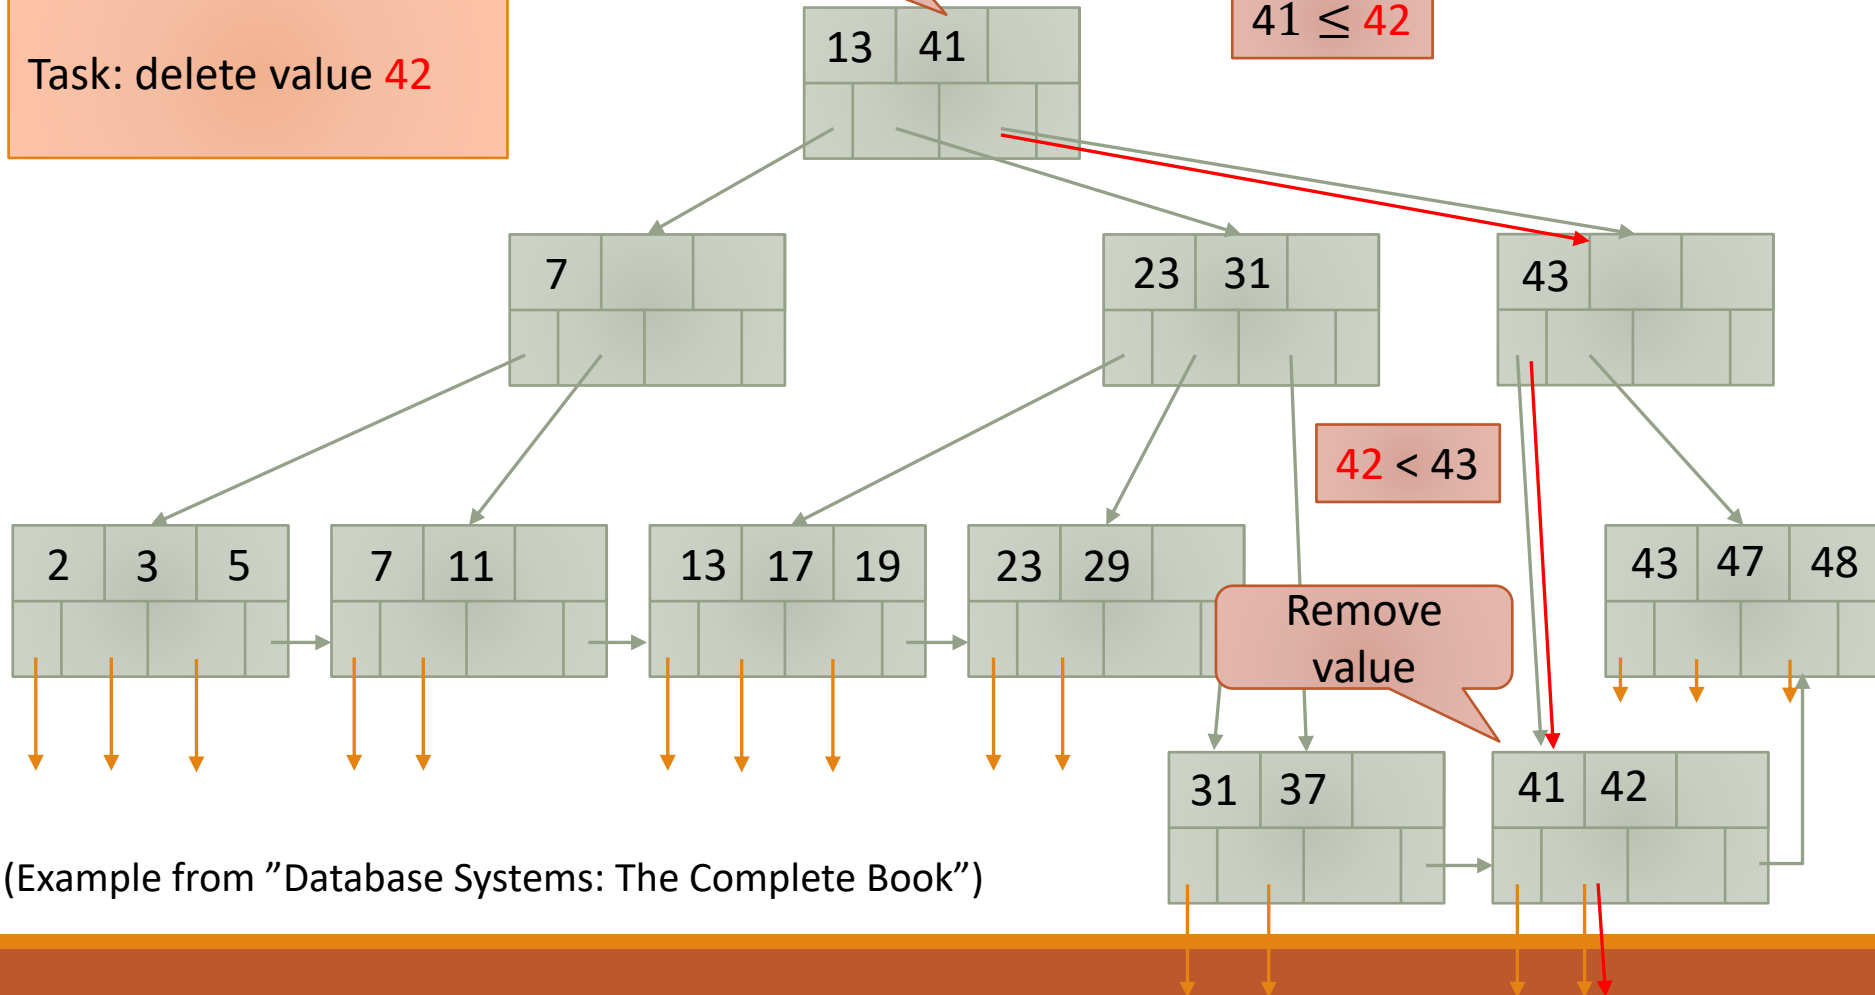 Task: delete value 42
13 41
41 ≤ 42
7
23 31
43
42 < 43
2 3 5
7 11
13 17 19
23 29
43 47 48
Remove
value
31 37
41 42
(Example from ”Database Systems: The Complete Book”)